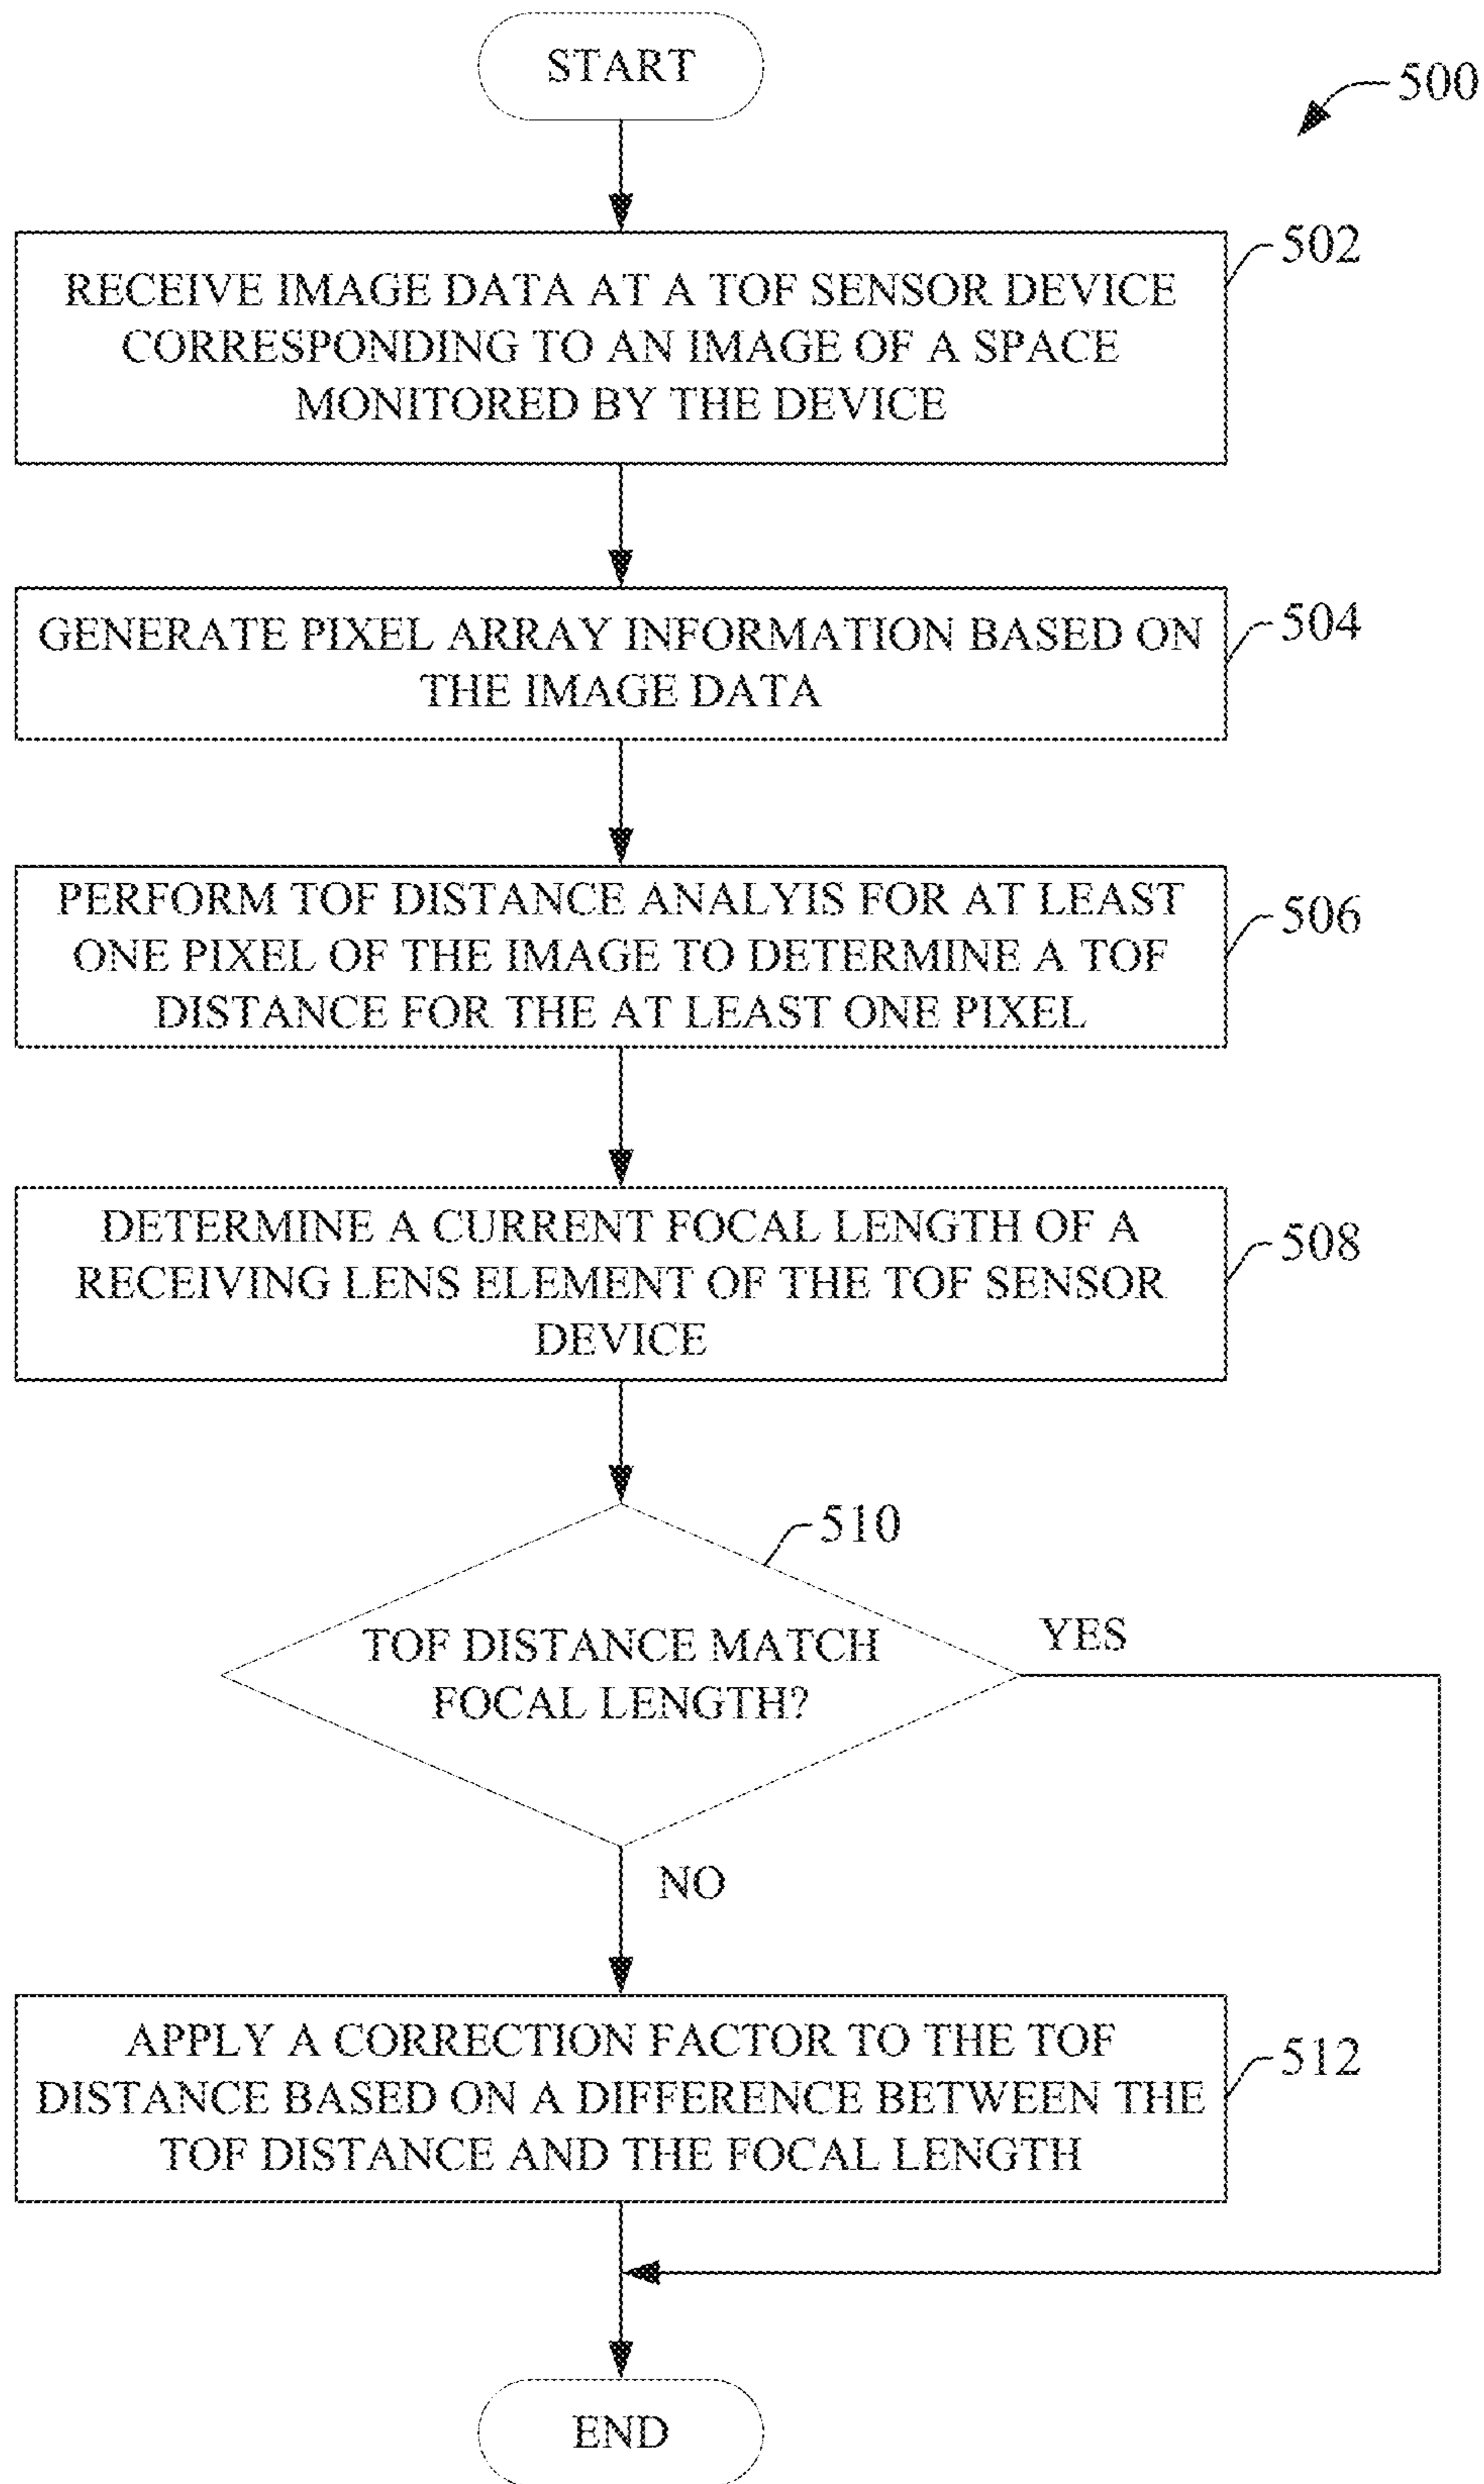 START
500
502
RECEIVE IMAGE DATA AT A TOF SENSOR DEVICE
CORRESPONDING TO AN IMAGE OF A SPACE
MONITORED BY THE DEVICE
504
GENERATE PIXEL ARRAY INFORMATION BASED ON
THE IMAGE DATA
506
PERFORM TOF DISTANCE ANALYIS FOR AT LEAST
ONE PIXEL OF THE IMAGE TO DETERMINE A TOF
DISTANCE FOR THE AT LEAST ONE PIXEL
508
DETERMINE A CURRENT FOCAL LENGTH OF A
RECEIVING LENS ELEMENT OF THE TOF SENSOR
DEVICE
510
TOF DISTANCE MATCH
FOCAL LENGTH?
YES
NO
512
APPLY A CORRECTION FACTOR TO THE TOF
DISTANCE BASED ON A DIFFERENCE BETWEEN THE
TOF DISTANCE AND THE FOCAL LENGTH
END